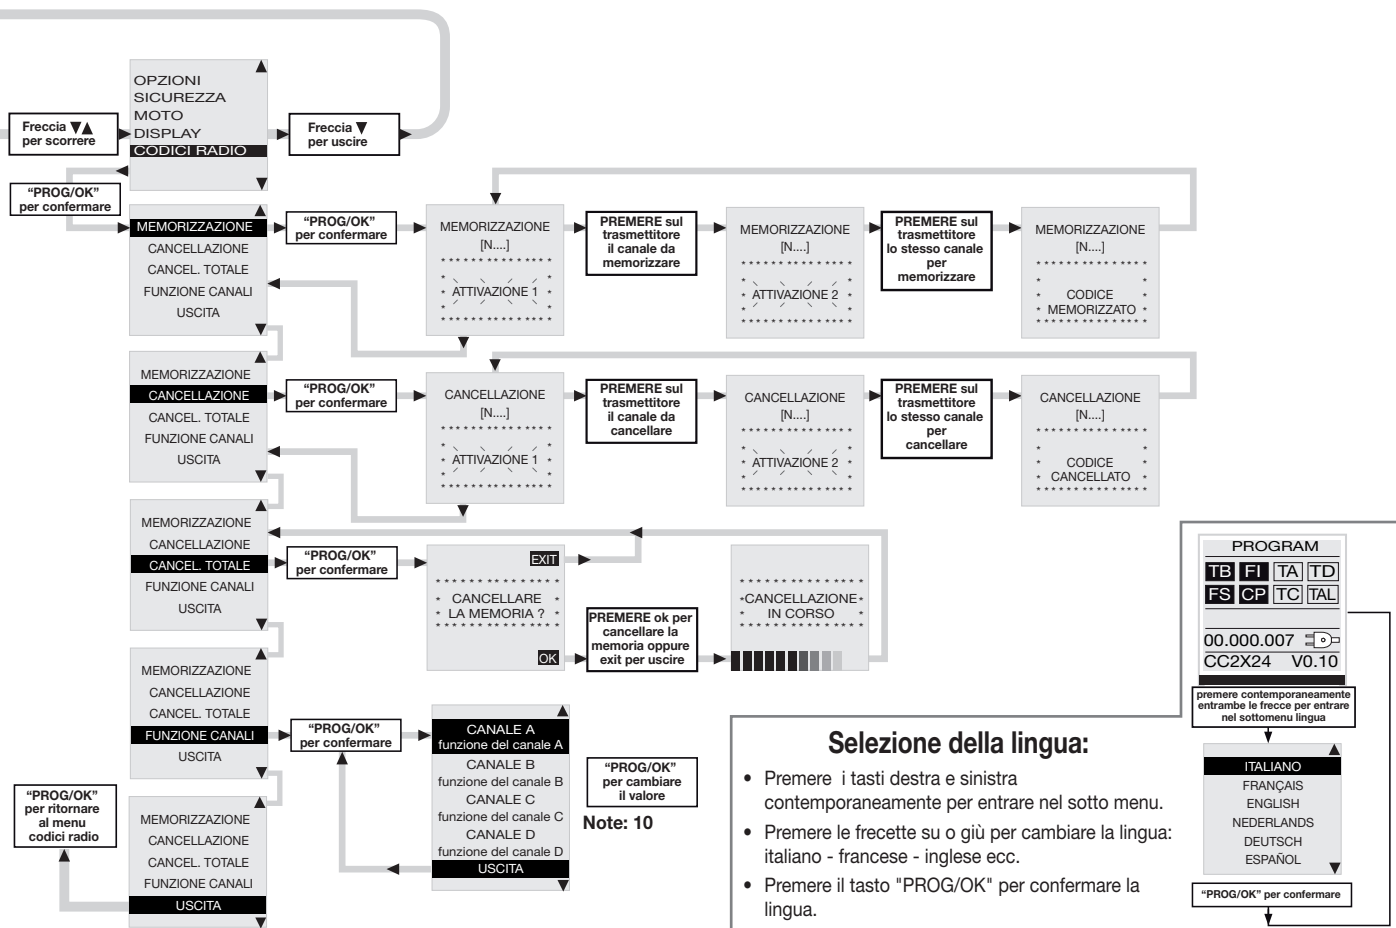 OPZIONI
SICUREZZA
MOTO
DISPLAY
CODICI RADIO
Freccia ▼▲
per scorrere
Freccia ▼
per uscire
“PROG/OK”
per confermare
MEMORIZZAZIONE
CANCELLAZIONE
CANCEL. TOTALE
FUNZIONE CANALI
USCITA
“PROG/OK”
per confermare
MEMORIZZAZIONE
[N....]
ATTIVAZIONE 1
PREMERE sul
trasmettitore
il canale da
memorizzare
MEMORIZZAZIONE
[N....]
ATTIVAZIONE 2
PREMERE sul
trasmettitore
lo stesso canale
per
memorizzare
MEMORIZZAZIONE
[N....]
CODICE
MEMORIZZATO
MEMORIZZAZIONE
CANCELLAZIONE
CANCEL. TOTALE
FUNZIONE CANALI
USCITA
“PROG/OK”
per confermare
CANCELLAZIONE
[N....]
ATTIVAZIONE 1
PREMERE sul
trasmettitore
il canale da
cancellare
CANCELLAZIONE
[N....]
ATTIVAZIONE 2
PREMERE sul
trasmettitore
lo stesso canale
per
cancellare
CANCELLAZIONE
[N....]
CODICE
CANCELLATO
MEMORIZZAZIONE
CANCELLAZIONE
CANCEL. TOTALE
FUNZIONE CANALI
USCITA
“PROG/OK”
per confermare
EXIT
CANCELLARE
LA MEMORIA ?
OK
PREMERE ok per
cancellare la
memoria oppure
exit per uscire
CANCELLAZIONE
IN CORSO
MEMORIZZAZIONE
CANCELLAZIONE
CANCEL. TOTALE
FUNZIONE CANALI
USCITA
“PROG/OK”
per confermare
CANALE A
funzione del canale A
CANALE B
funzione del canale B
CANALE C
funzione del canale C
CANALE D
funzione del canale D
USCITA
“PROG/OK”
per cambiare
il valore
Note: 10
“PROG/OK”
per ritornare
al menu
codici radio
MEMORIZZAZIONE
CANCELLAZIONE
CANCEL. TOTALE
FUNZIONE CANALI
USCITA
Selezione della lingua:
• Premere i tasti destra e sinistra
contemporaneamente per entrare nel sotto menu.
• Premere le frecette su o giù per cambiare la lingua:
italiano - francese - inglese ecc.
• Premere il tasto "PROG/OK" per confermare la
lingua.
PROGRAM
TB FI TA TD
FS CP TC TAL
00.000.007
CC2X24 V0.10
premere contemporaneamente
entrambe le frecce per entrare
nel sottomenu lingua
ITALIANO
FRANÇAIS
ENGLISH
NEDERLANDS
DEUTSCH
ESPAÑOL
“PROG/OK” per confermare